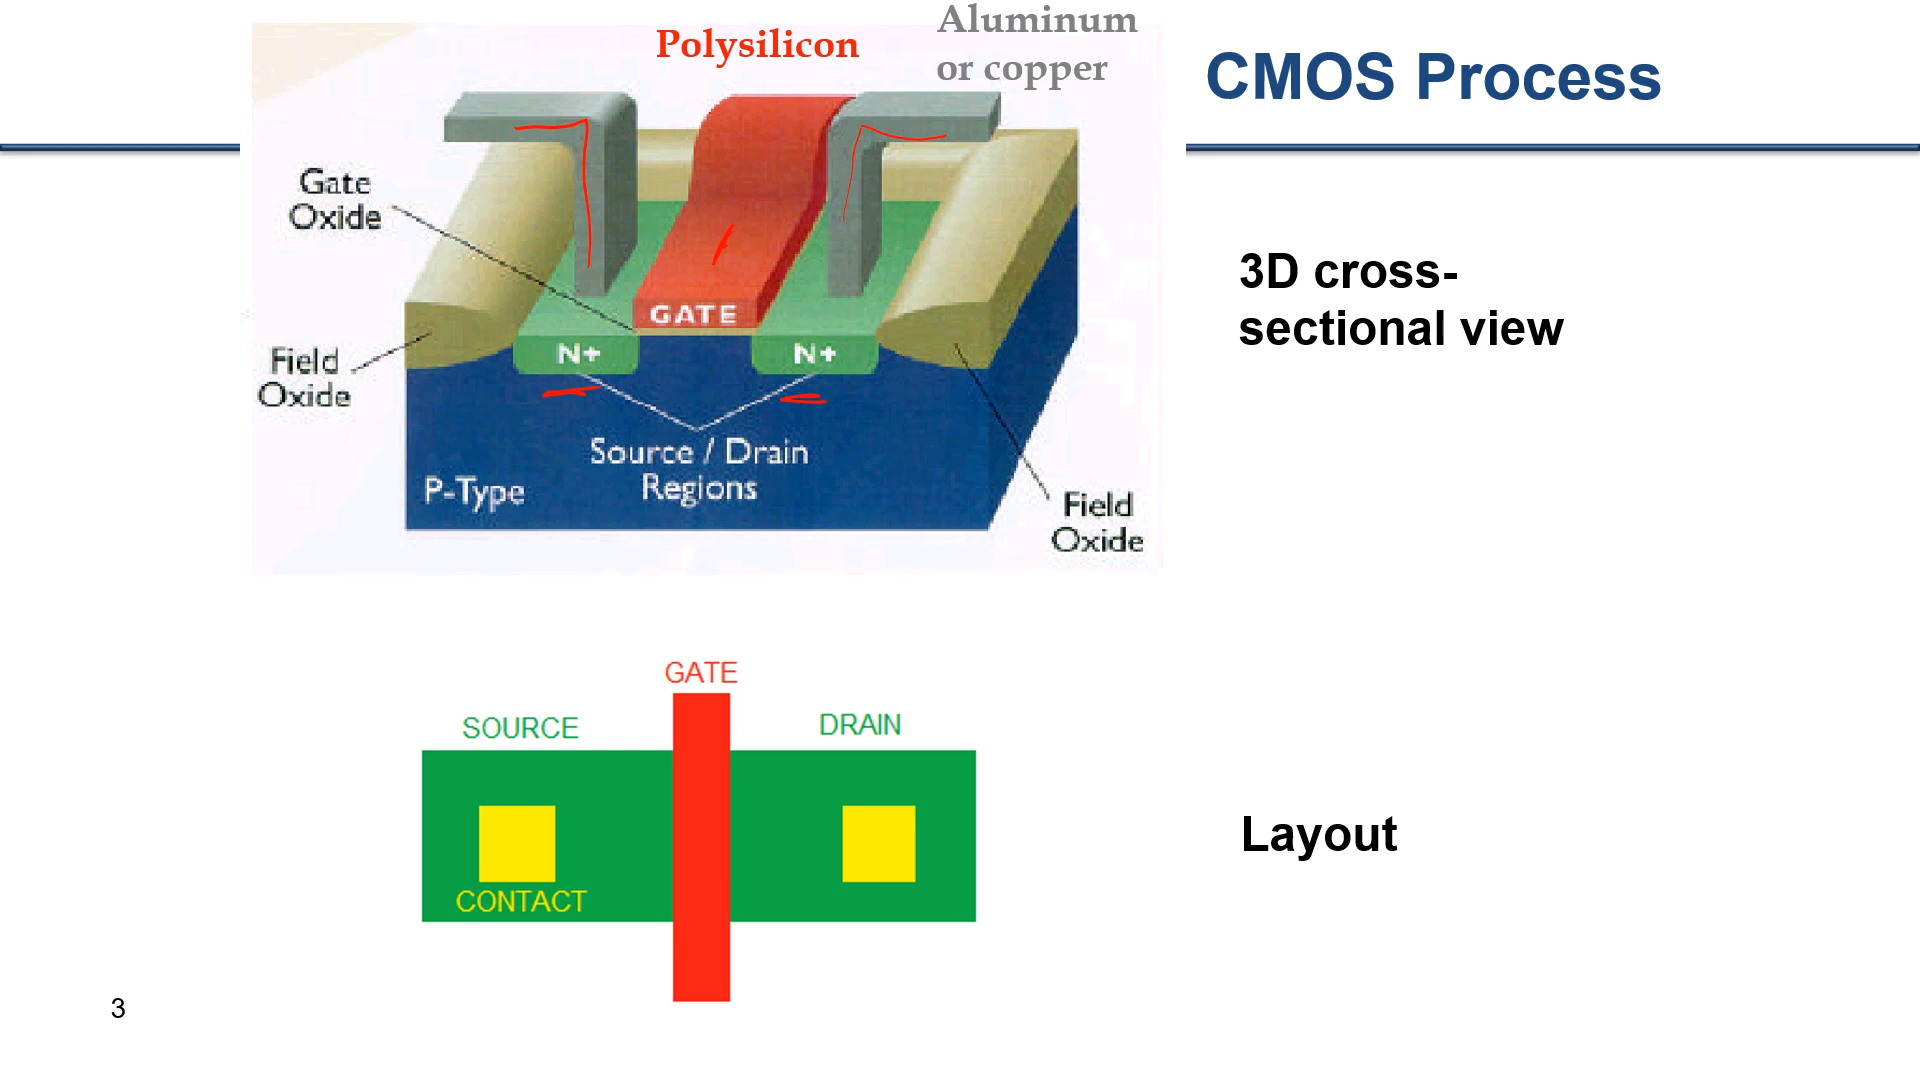 Aluminum
or copper
Polysilicon
CMOS Process
Gate
Oxide
3D cross-
sectional view
GATE
N+ N+
Field
Oxide
Source / Drain
Regions
P-Type
Field
Oxide
GATE
SOURCE
DRAIN
Layout
CONTACT
3